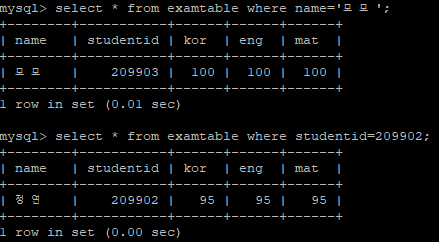 mysql> select * from examtable where name='모모';
+--------+-----------+-----+-----+-----+
| name | studentid | kor | eng | mat |
+--------+-----------+-----+-----+-----+
| 모모 | 209903 | 100 | 100 | 100 |
+--------+-----------+-----+-----+-----+
1 row in set (0.01 sec)
mysql> select * from examtable where studentid=209902;
+--------+-----------+-----+-----+-----+
| name | studentid | kor | eng | mat |
+--------+-----------+-----+-----+-----+
| 정연 | 209902 | 95 | 95 | 95 |
+--------+-----------+-----+-----+-----+
1 row in set (0.00 sec)